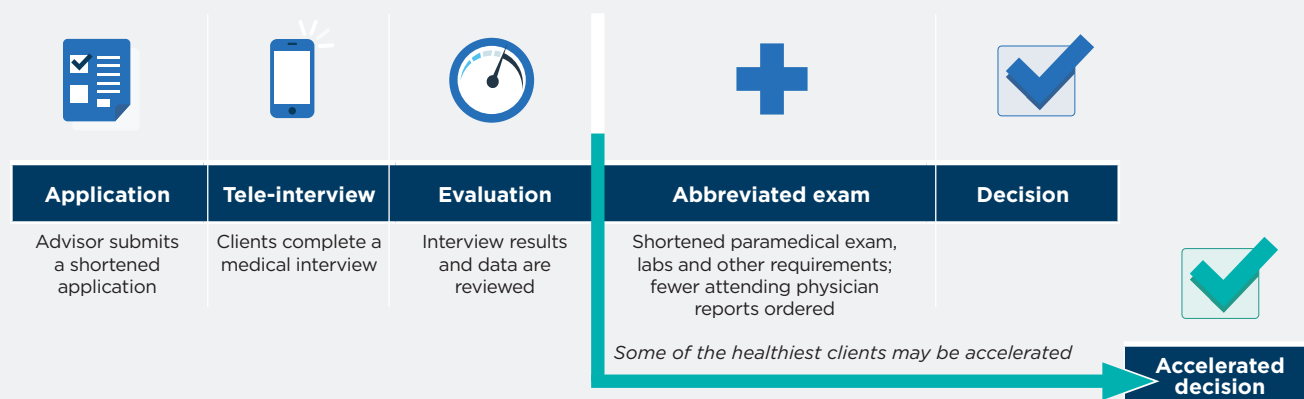 Application
Tele-interview
Evaluation
Abbreviated exam
Decision
Advisor submits
a shortened
application
Clients complete a
medical interview
Interview results
and data are
reviewed
Shortened paramedical exam,
labs and other requirements;
fewer attending physician
reports ordered
Some of the healthiest clients may be accelerated
Accelerated
decision